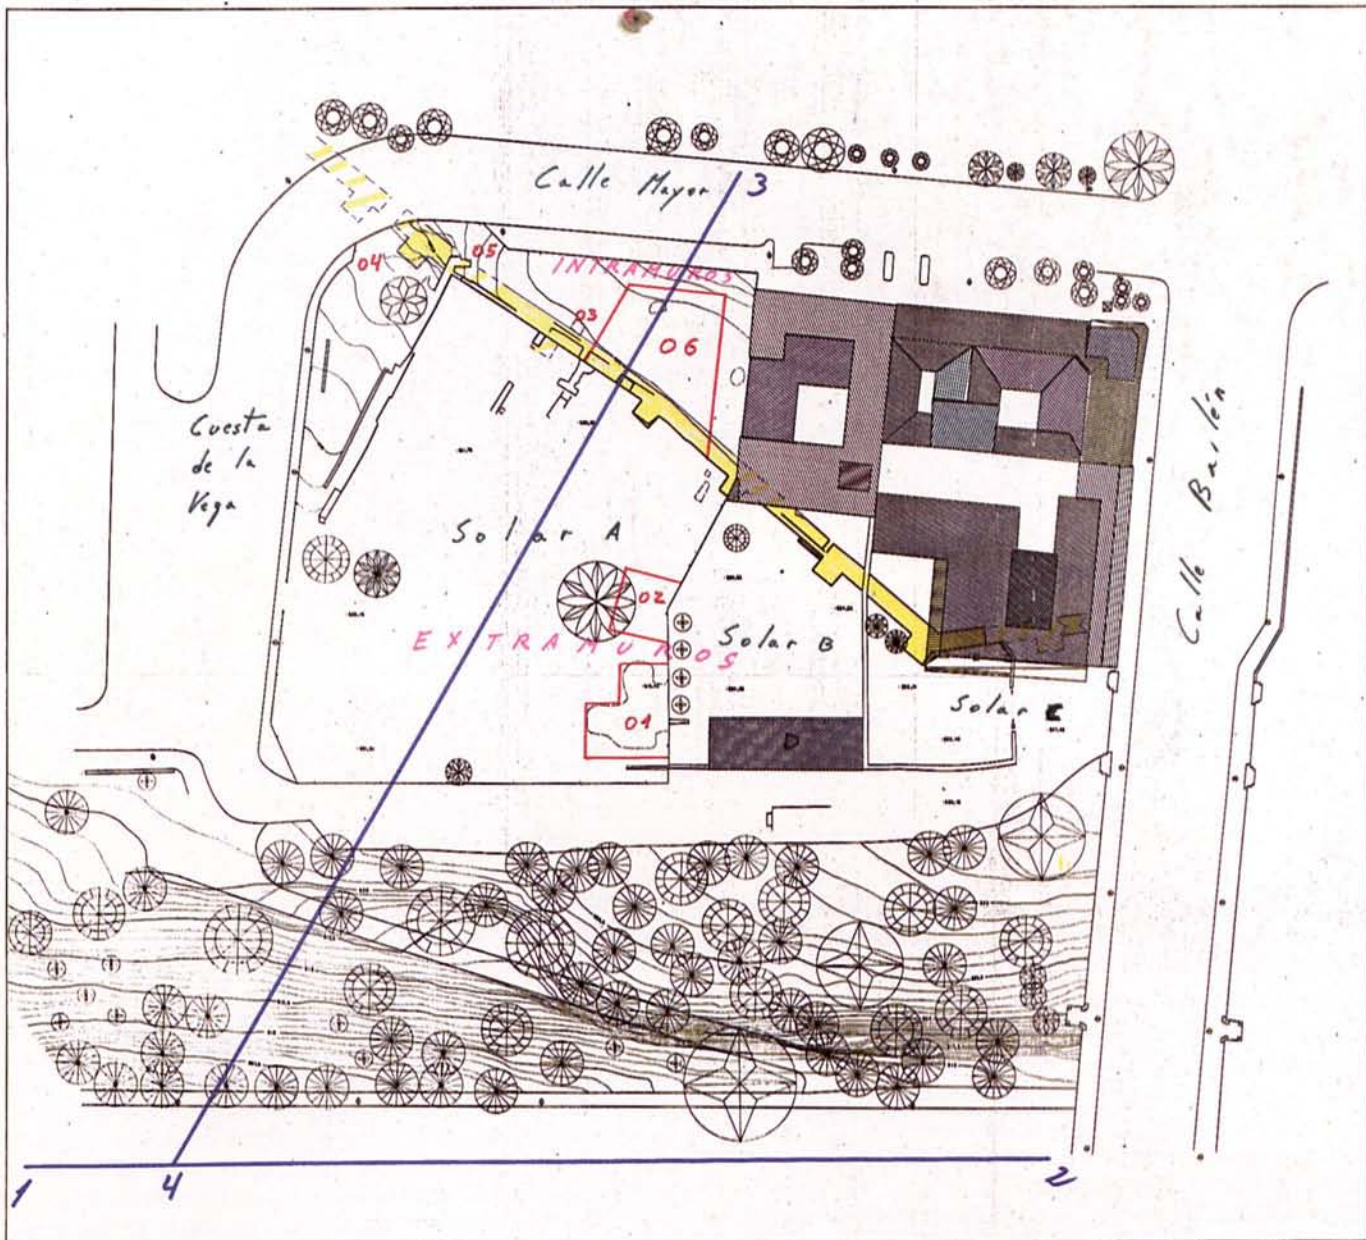 Calle Mayor
3
INTRAMUROS
04
05
03
06
Cuesta
de la
Vega
Calle Bailén
Solar A
02
EXTRAMUROS
Solar B
01
D
Solar C
1
4
2